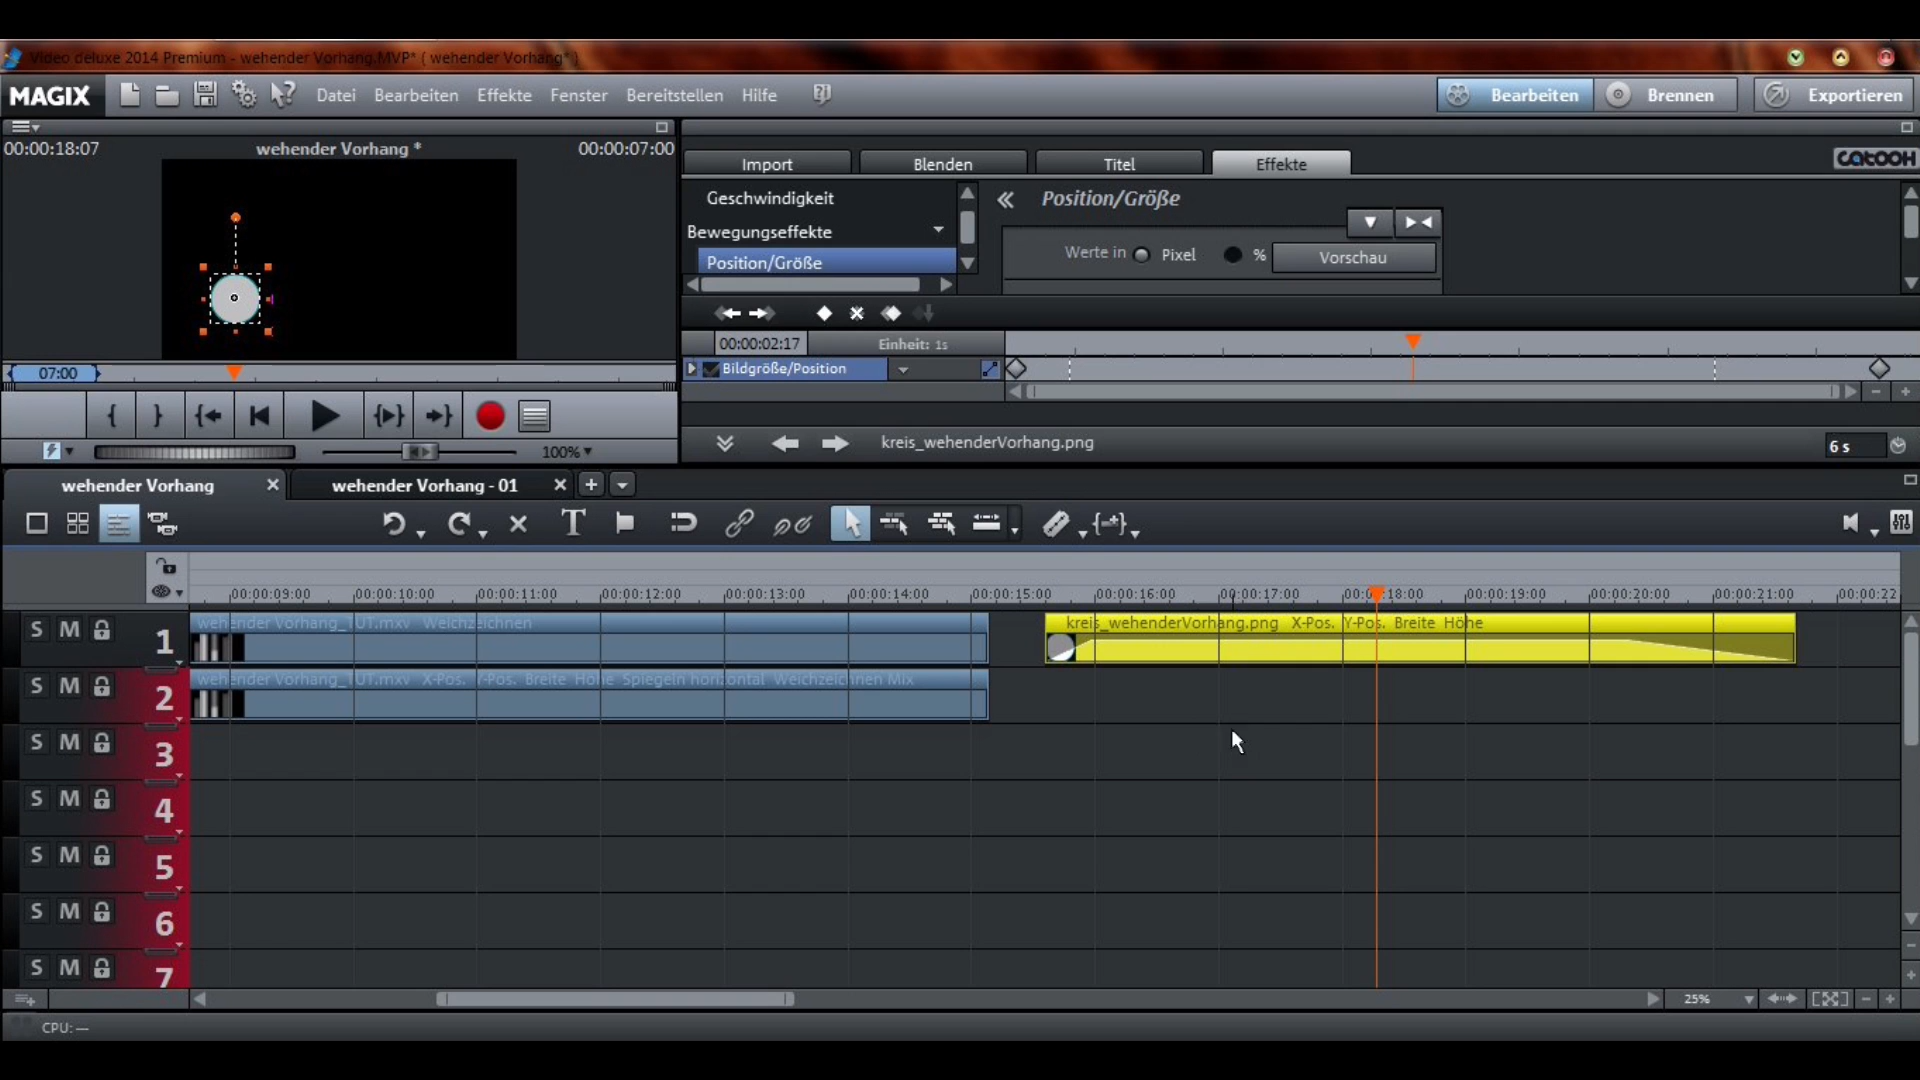 Video deluxe 2014 Premium - wehender Vorhang.MVP* ( wehender Vorhang* )
MAGIX
Datei Bearbeiten Effekte Fenster Bereitstellen Hilfe
Bearbeiten Brennen Exportieren
00:00:18:07 wehender Vorhang * 00:00:07:00
Import Blenden Titel Effekte
catooh
Geschwindigkeit
Bewegungseffekte
Position/Größe
Position/Größe
Werte in Pixel % Vorschau
00:00:02:17 Einheit: 1s
Bildgröße/Position
07:00
100%
kreis_wehenderVorhang.png
6 s
wehender Vorhang
wehender Vorhang - 01
T
00:00:09:00 00:00:10:00 00:00:11:00 00:00:12:00 00:00:13:00 00:00:14:00 00:00:15:00 00:00:16:00 00:00:17:00 00:00:18:00 00:00:19:00 00:00:20:00 00:00:21:00 00:00:22
S M 1
wehender Vorhang_TUT.mxv Weichzeichnen
kreis_wehenderVorhang.png X-Pos. Y-Pos. Breite Höhe
S M 2
wehender Vorhang_TUT.mxv X-Pos. Y-Pos. Breite Höhe Spiegeln horizontal Weichzeichnen Mix
S M 3
S M 4
S M 5
S M 6
S M 7
25%
CPU: —